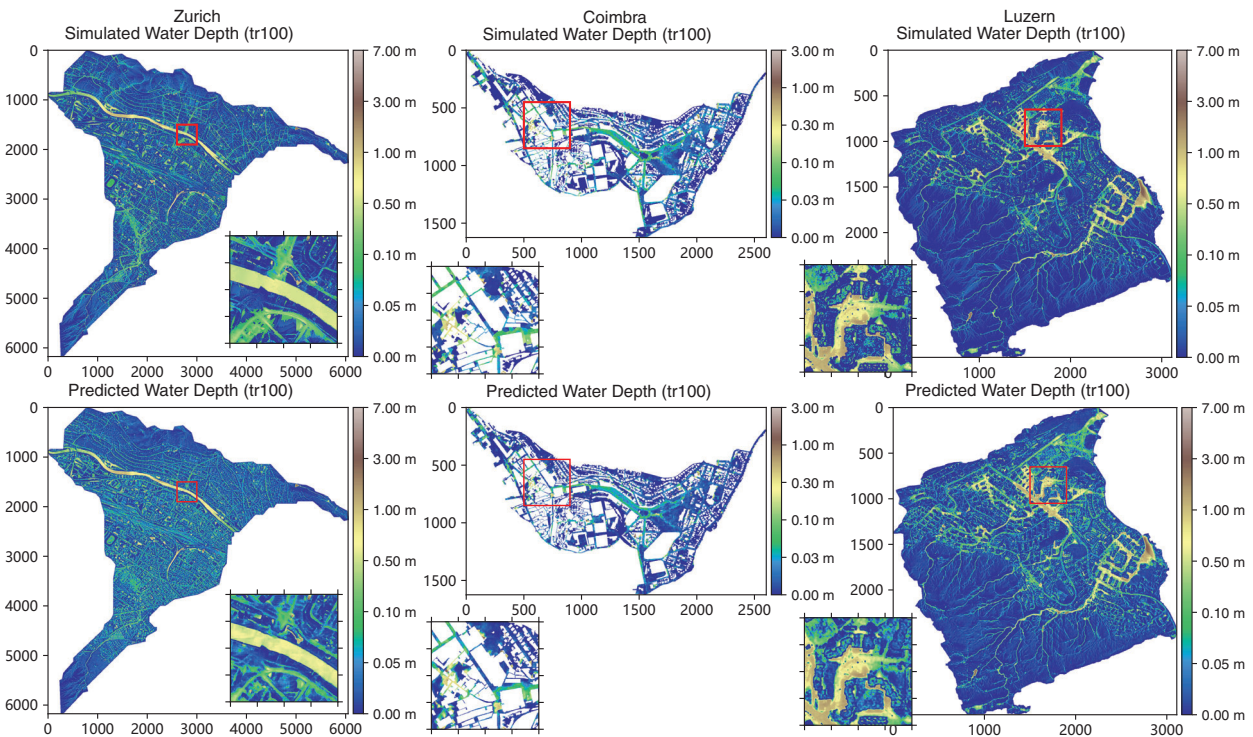 Zurich
Simulated Water Depth (tr100)
0
1000
2000
3000
4000
5000
6000
0 1000 2000 3000 4000 5000 6000
7.00 m
3.00 m
1.00 m
0.50 m
0.10 m
0.05 m
0.00 m
Coimbra
Simulated Water Depth (tr100)
0
500
1000
1500
0 500 1000 1500 2000 2500
3.00 m
1.00 m
0.30 m
0.10 m
0.03 m
0.00 m
Luzern
Simulated Water Depth (tr100)
0
500
1000
1500
2000
1000 2000 3000
7.00 m
3.00 m
1.00 m
0.50 m
0.10 m
0.05 m
0.00 m
Predicted Water Depth (tr100)
0
1000
2000
3000
4000
5000
6000
0 1000 2000 3000 4000 5000 6000
7.00 m
3.00 m
1.00 m
0.50 m
0.10 m
0.05 m
0.00 m
Predicted Water Depth (tr100)
0
500
1000
1500
0 500 1000 1500 2000 2500
3.00 m
1.00 m
0.30 m
0.10 m
0.03 m
0.00 m
Predicted Water Depth (tr100)
0
500
1000
1500
2000
0 1000 2000 3000
7.00 m
3.00 m
1.00 m
0.50 m
0.10 m
0.05 m
0.00 m